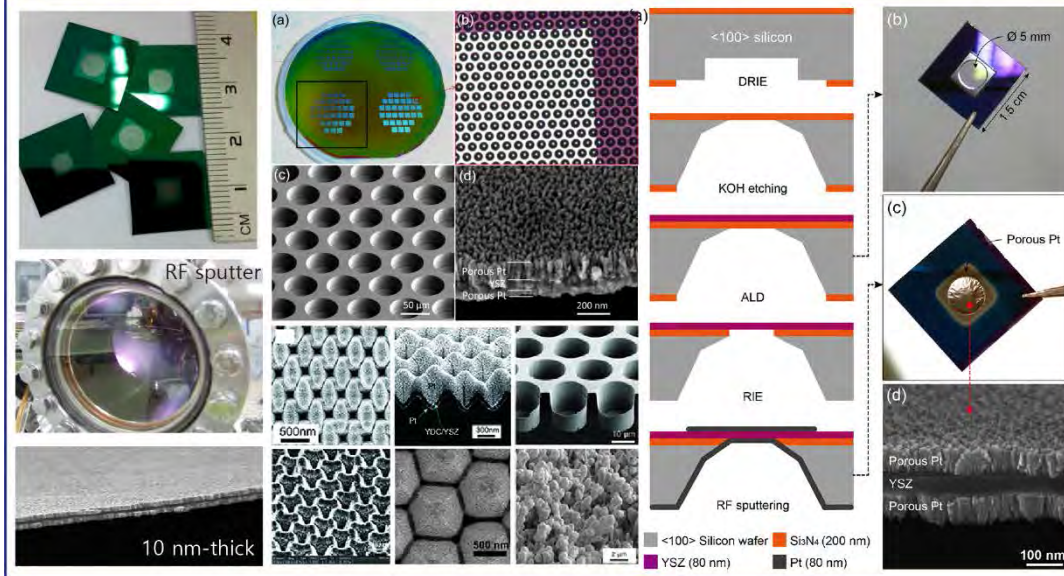 4
3
2
1
CM
RF sputter
10 nm-thick
(a)
(b)
(c)
50 µm
(d)
Porous Pt
YSZ
Porous Pt
200 nm
500nm
Pt
YDC/YSZ
300nm
10 µm
500 nm
2 µm
(a)
<100> silicon
DRIE
KOH etching
ALD
RIE
RF sputtering
<100> Silicon wafer
Si₃N₄ (200 nm)
YSZ (80 nm)
Pt (80 nm)
(b)
Ø 5 mm
1.5 cm
(c)
Porous Pt
(d)
Porous Pt
YSZ
Porous Pt
100 nm